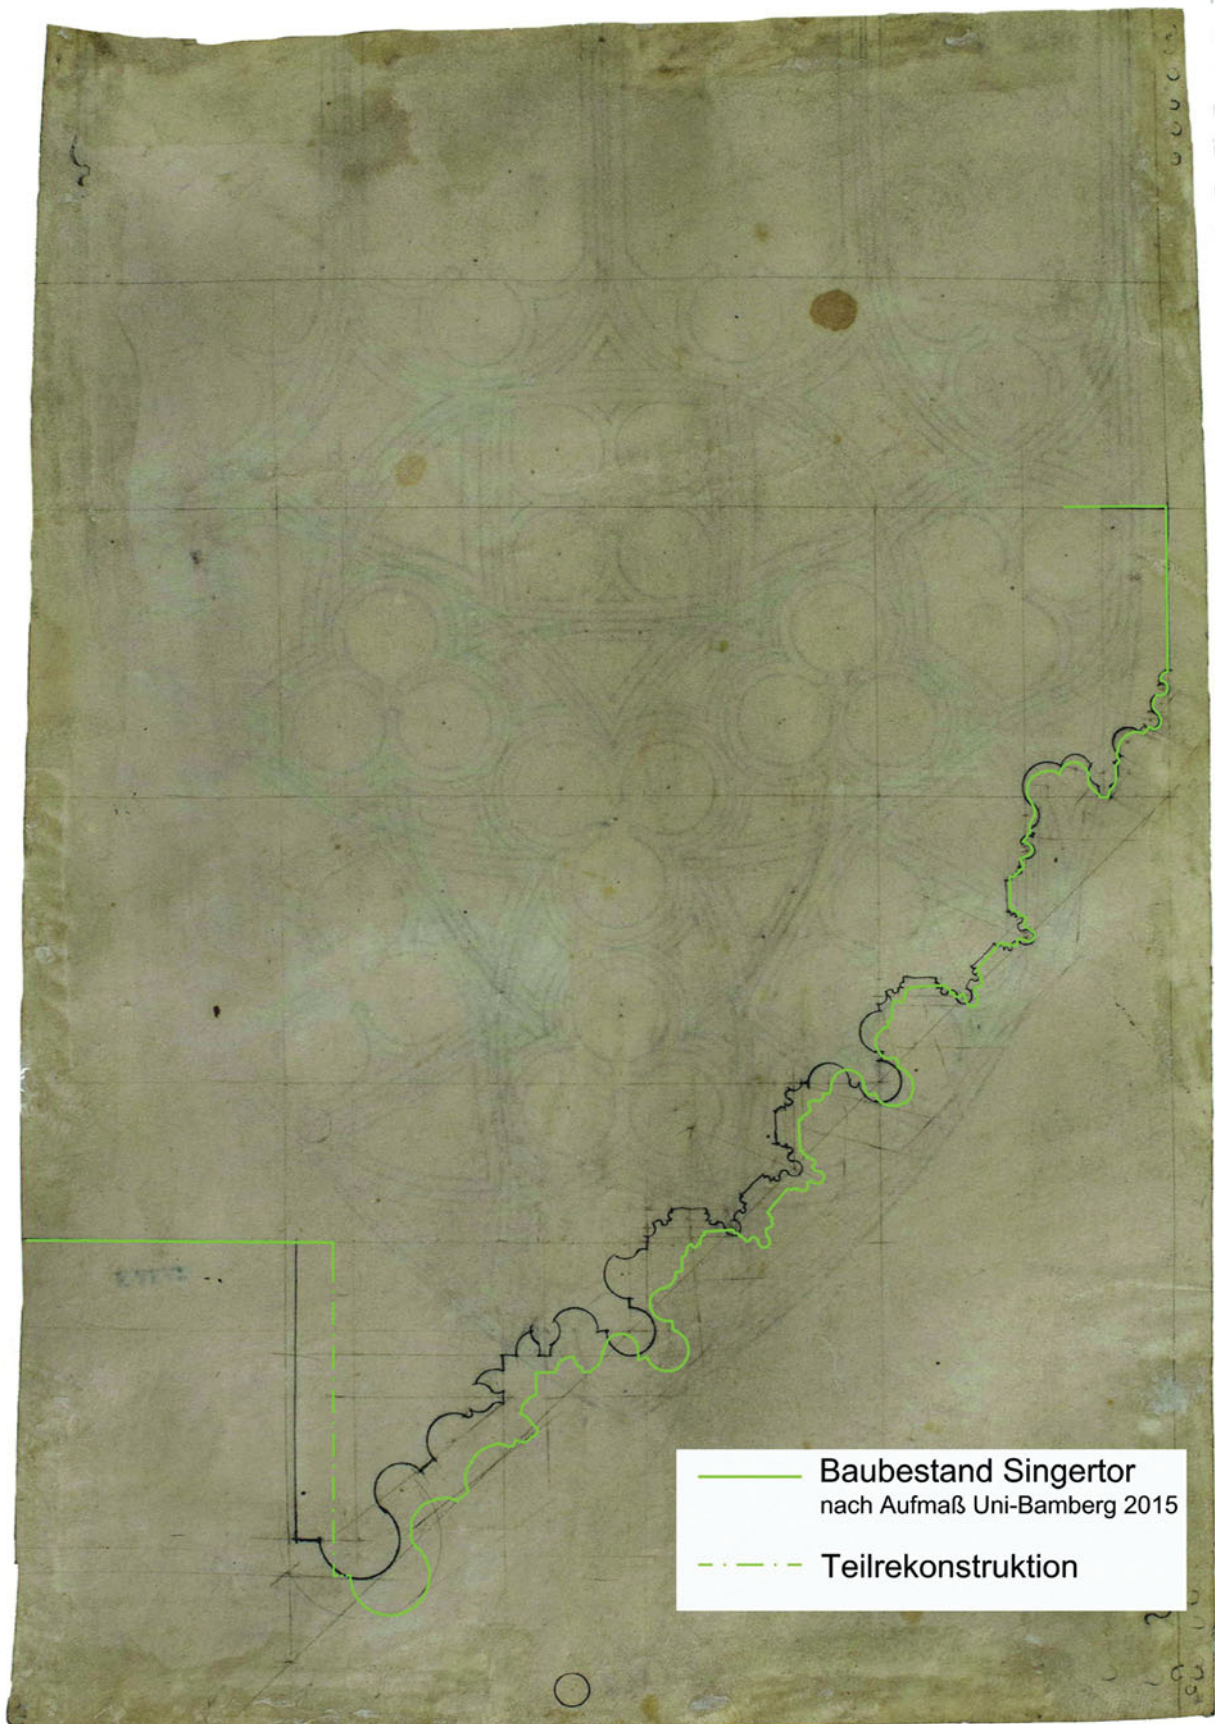 Baubestand Singertor
nach Aufmaß Uni-Bamberg 2015
Teilrekonstruktion